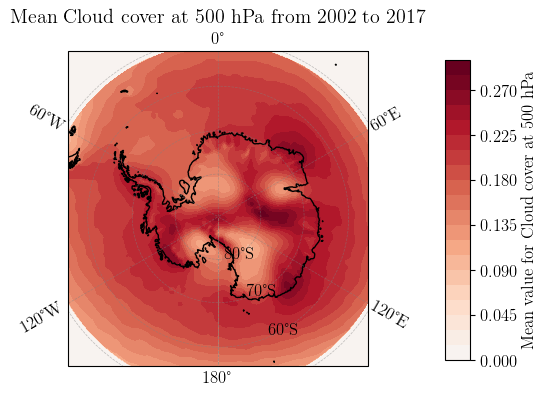 Mean Cloud cover at 500 hPa from 2002 to 2017
0°
60°W
60°E
80°S
70°S
60°S
120°W
120°E
180°
0.270
0.225
0.180
0.135
0.090
0.045
0.000
Mean value for Cloud cover at 500 hPa